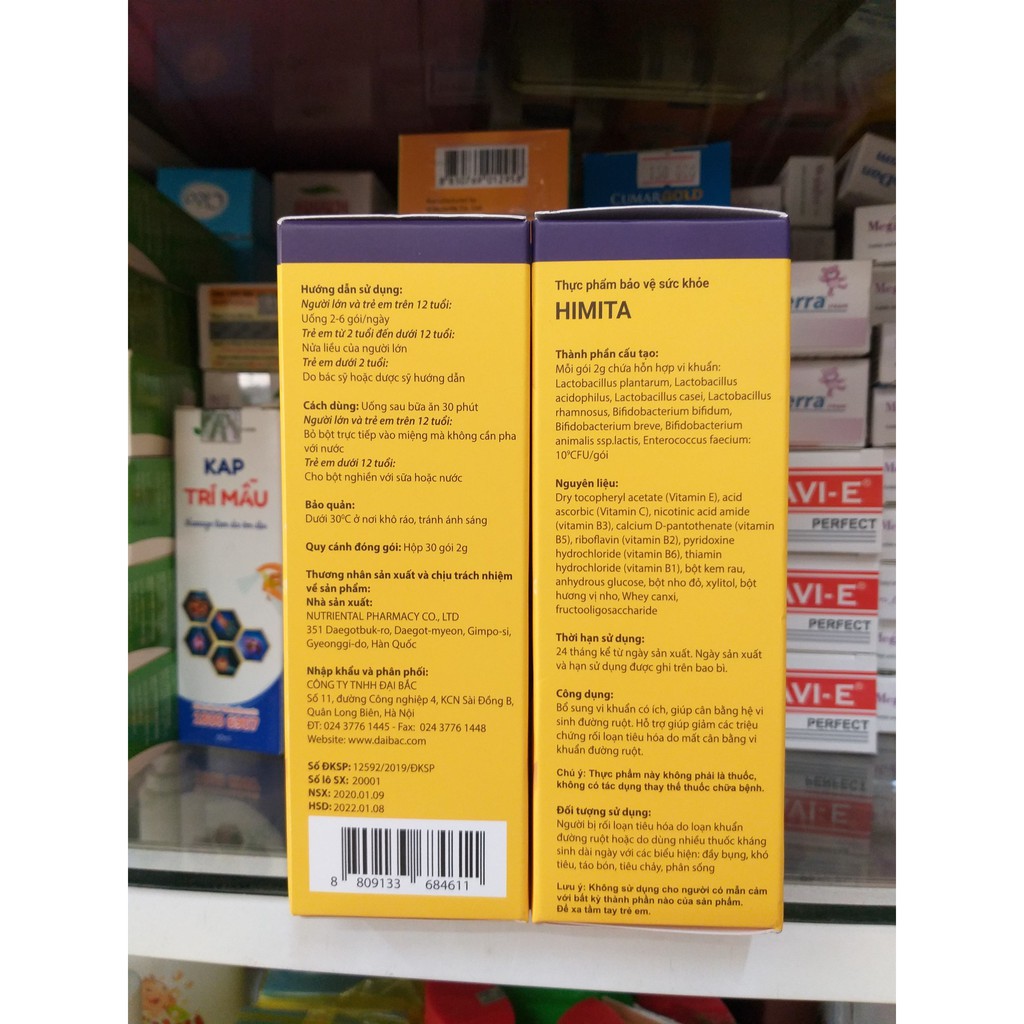 Hướng dẫn sử dụng:
Người lớn và trẻ em trên 12 tuổi:
Uống 2-6 gói/ngày
Trẻ em từ 2 tuổi đến dưới 12 tuổi:
Nửa liều của người lớn
Trẻ em dưới 2 tuổi:
Do bác sỹ hoặc dược sỹ hướng dẫn
Cách dùng: Uống sau bữa ăn 30 phút
Người lớn và trẻ em trên 12 tuổi:
Bỏ bột trực tiếp vào miệng mà không cần pha
với nước
Trẻ em dưới 12 tuổi:
Cho bột nghiền với sữa hoặc nước
Bảo quản:
Dưới 30⁰C ở nơi khô ráo, tránh ánh sáng
Quy cánh đóng gói: Hộp 30 gói 2g
Thương nhân sản xuất và chịu trách nhiệm
về sản phẩm:
Nhà sản xuất:
NUTRIENTAL PHARMACY CO., LTD
351 Daegotbuk-ro, Daegot-myeon, Gimpo-si,
Gyeonggi-do, Hàn Quốc
Nhập khẩu và phân phối:
CÔNG TY TNHH ĐẠI BẮC
Số 11, đường Công nghiệp 4, KCN Sài Đồng B,
Quân Long Biên, Hà Nội
ĐT: 024 3776 1445 - Fax: 024 3776 1448
Website: www.daibac.com
Số ĐKSP: 12592/2019/ĐKSP
Số lô SX: 20001
NSX: 2020.01.09
HSD: 2022.01.08
8 809133 684611
Thực phẩm bảo vệ sức khỏe
HIMITA
Thành phần cấu tạo:
Mỗi gói 2g chứa hỗn hợp vi khuẩn:
Lactobacillus plantarum, Lactobacillus
acidophilus, Lactobacillus casei, Lactobacillus
rhamnosus, Bifidobacterium bifidum,
Bifidobacterium breve, Bifidobacterium
animalis ssp.lactis, Enterococcus faecium:
10⁹CFU/gói
Nguyên liệu:
Dry tocopheryl acetate (Vitamin E), acid
ascorbic (Vitamin C), nicotinic acid amide
(vitamin B3), calcium D-pantothenate (vitamin
B5), riboflavin (vitamin B2), pyridoxine
hydrochloride (vitamin B6), thiamin
hydrochloride (vitamin B1), bột kem rau,
anhydrous glucose, bột nho đỏ, xylitol, bột
hương vị nho, Whey canxi,
fructooligosaccharide
Thời hạn sử dụng:
24 tháng kể từ ngày sản xuất. Ngày sản xuất
và hạn sử dụng được ghi trên bao bì.
Công dụng:
Bổ sung vi khuẩn có ích, giúp cân bằng hệ vi
sinh đường ruột. Hỗ trợ giúp giảm các triệu
chứng rối loạn tiêu hóa do mất cân bằng vi
khuẩn đường ruột.
Chú ý: Thực phẩm này không phải là thuốc,
không có tác dụng thay thế thuốc chữa bệnh.
Đối tượng sử dụng:
Người bị rối loạn tiêu hóa do loạn khuẩn
đường ruột hoặc do dùng nhiều thuốc kháng
sinh dài ngày với các biểu hiện: đầy bụng, khó
tiêu, táo bón, tiêu chảy, phân sống
Lưu ý: Không sử dụng cho người có mẫn cảm
với bất kỳ thành phần nào của sản phẩm.
Để xa tầm tay trẻ em.
KAP
TRÍ MẪU
8 850769 012958
CUMARGOLD
erra
erra
AVI-E®
PERFECT
AVI-E®
PERFECT
AVI-E®
PERFECT